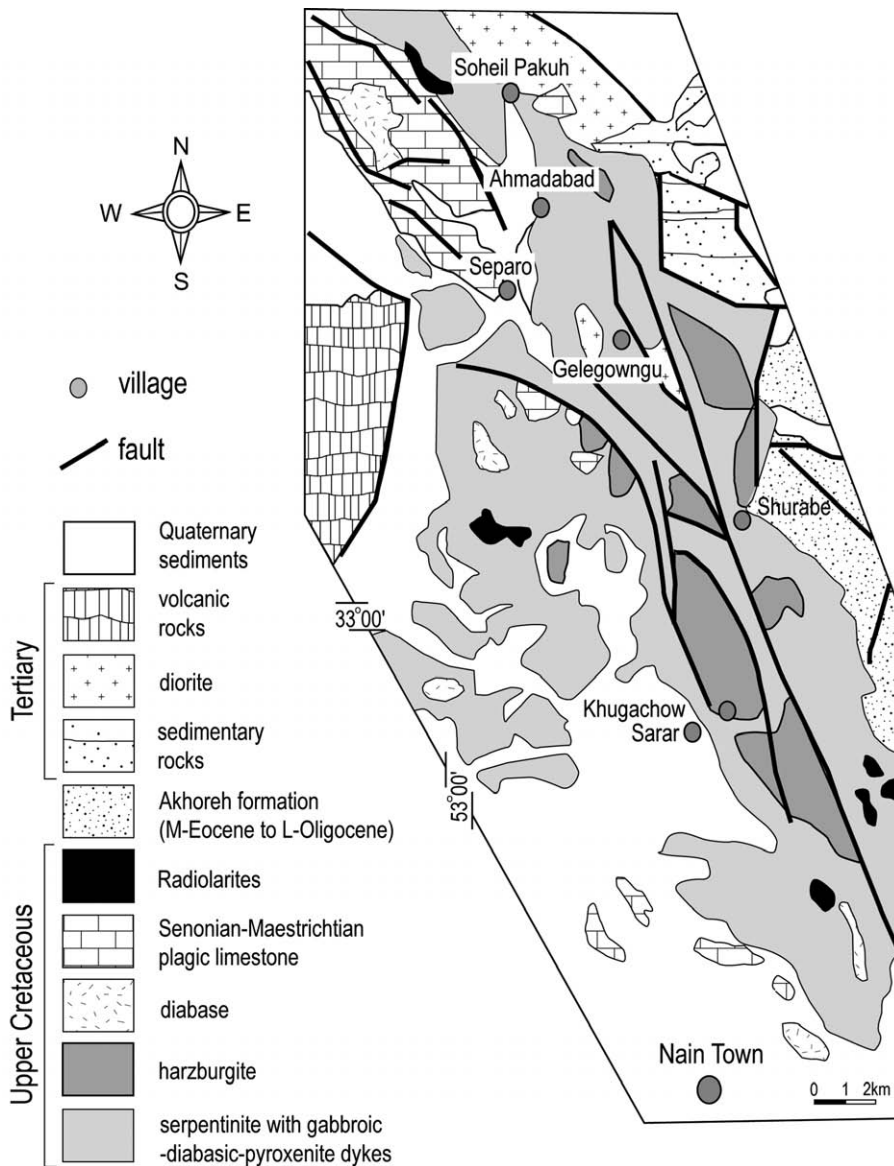 Soheil Pakuh
N
W
E
S
Ahmadabad
Separo
village
Gelegowngu
fault
Shurabe
Quaternary
sediments
Tertiary
volcanic
rocks
33°00'
diorite
Khugachow
Sarar
sedimentary
rocks
53°00'
Akhoreh formation
(M-Eocene to L-Oligocene)
Upper Cretaceous
Radiolarites
Senonian-Maestrichtian
plagic limestone
diabase
harzburgite
Nain Town
0 1 2km
serpentinite with gabbroic
-diabasic-pyroxenite dykes